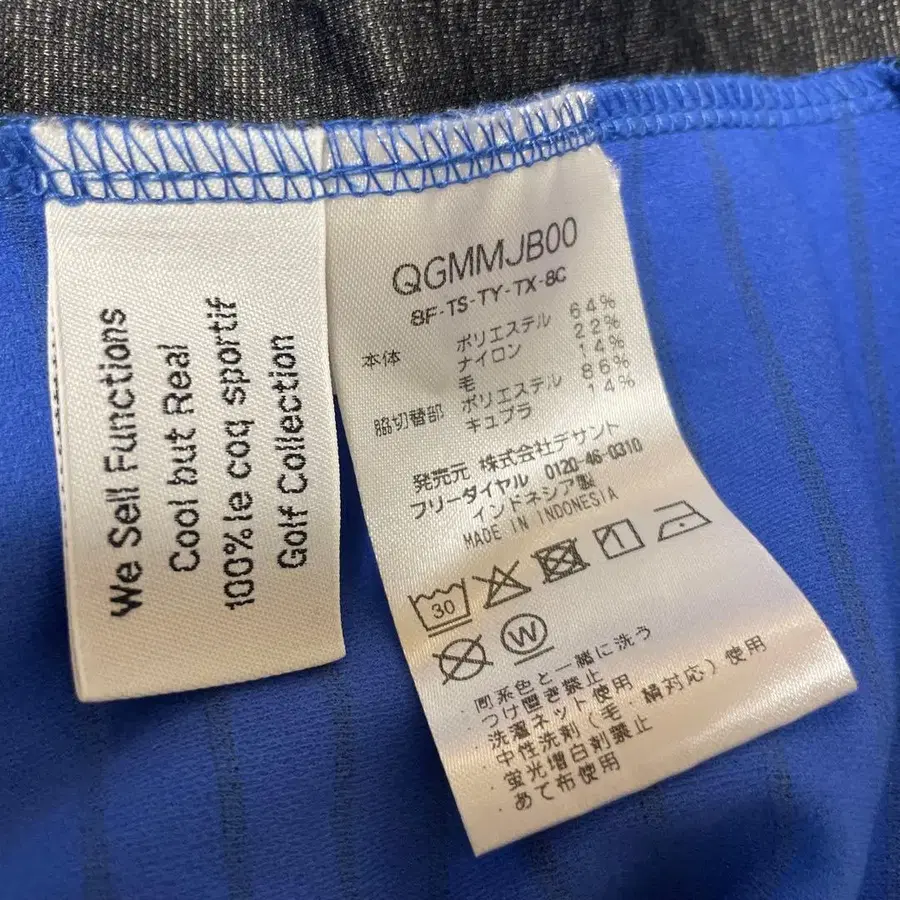 We Sell Functions
Cool but Real
100% le coq sportif
Golf Collection
QGMMJB00
8F-TS-TY-TX-8C
本体 ポリエステル 64%
ナイロン 22%
毛 14%
脇切替部 ポリエステル 86%
キュプラ 14%
発売元 株式会社デサント
フリーダイヤル 0120-46-0310
インドネシア製
MADE IN INDONESIA
30
W
・同系色と一緒に洗う
・つけ置き禁止
・洗濯ネット使用
・中性洗剤(毛・絹対応)使用
・蛍光増白剤禁止
・あて布使用